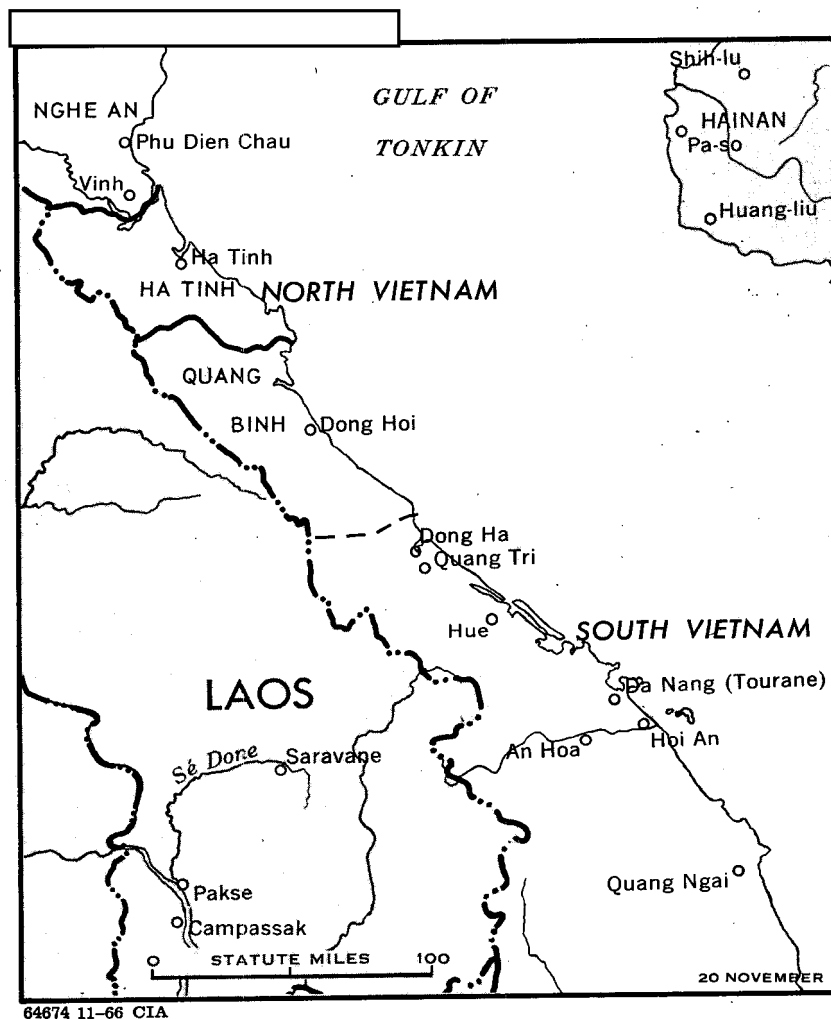 Shih-lu
GULF OF
TONKIN
NGHE AN
HAINAN
Phu Dien Chau
Pa-so
Vinh
Huang-liu
Ha Tinh
HA TINH
NORTH VIETNAM
QUANG
BINH
Dong Hoi
Dong Ha
Quang Tri
Hue
SOUTH VIETNAM
LAOS
Da Nang (Tourane)
Hoi An
An Hoa
Sé Done
Saravane
Quang Ngai
Pakse
Campassak
0 STATUTE MILES 100
20 NOVEMBER
64674 11-66 CIA